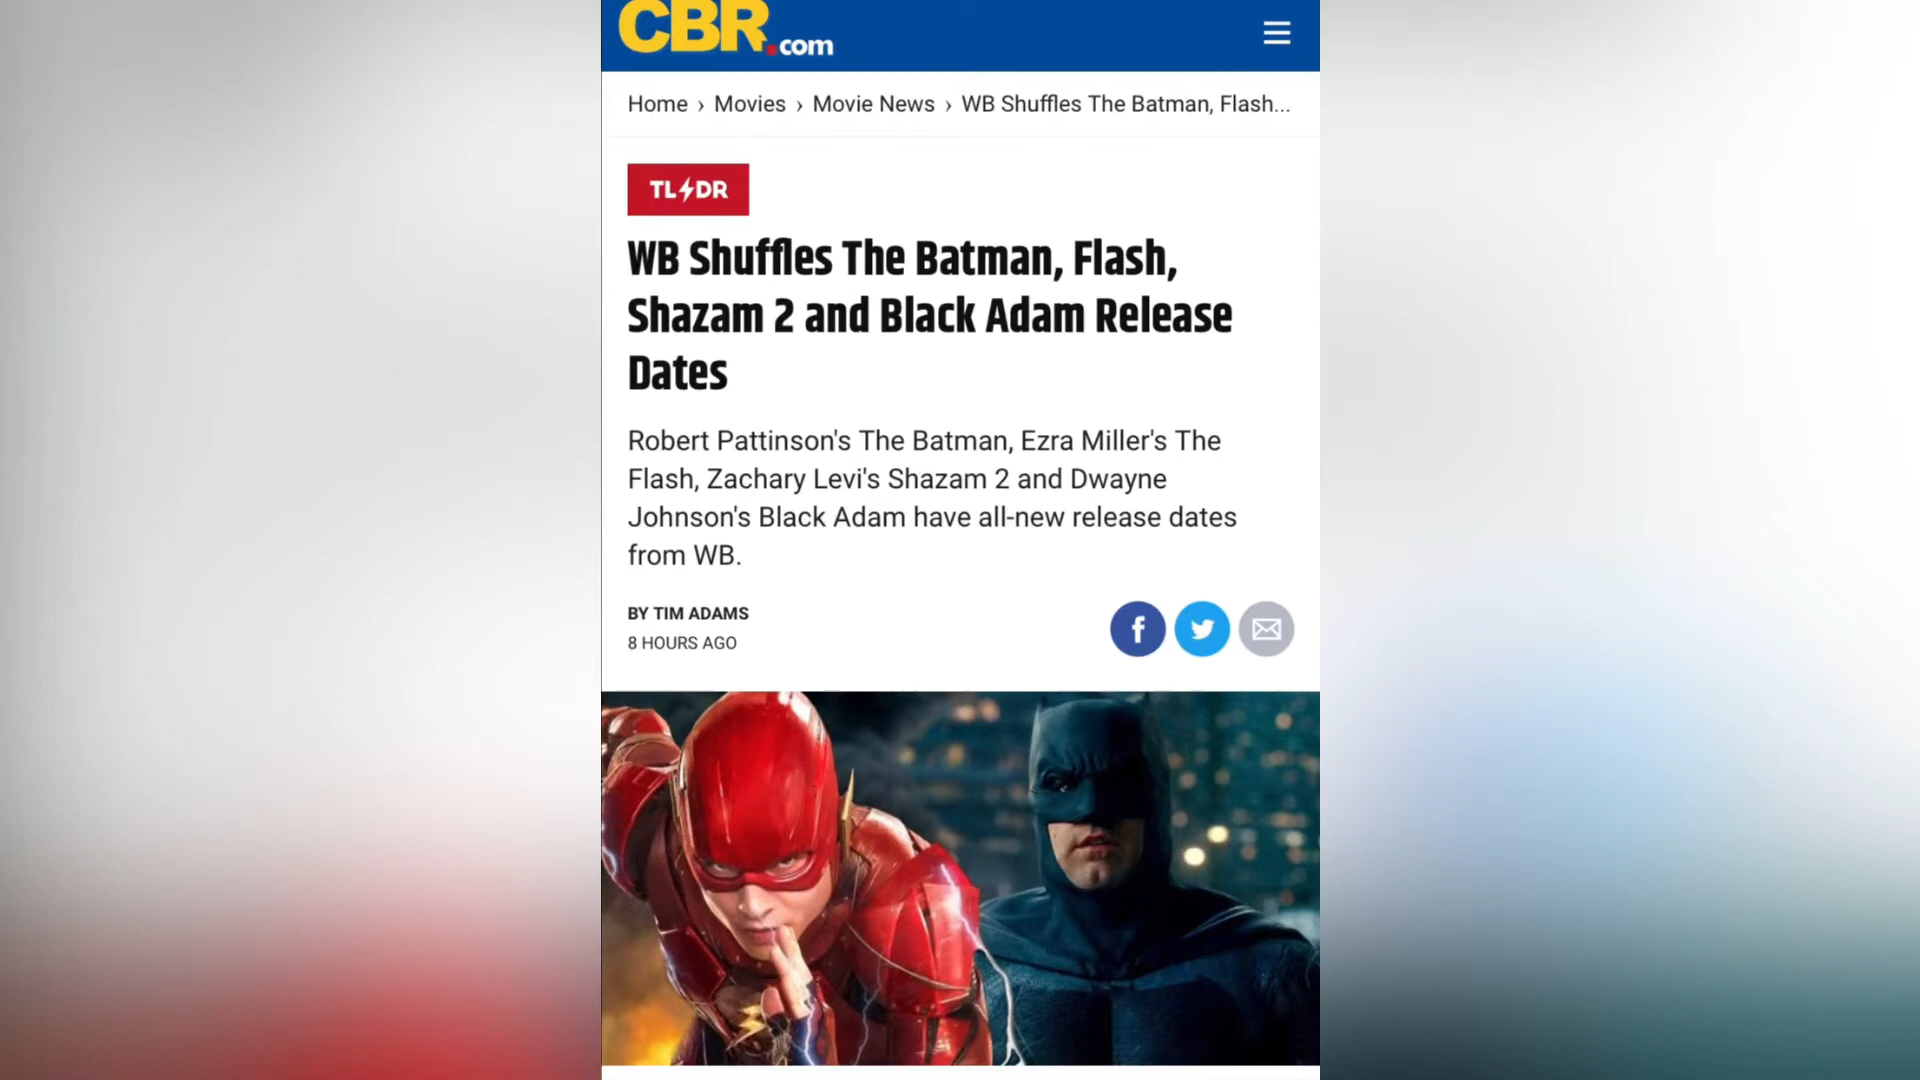 CBR.com
Home › Movies › Movie News › WB Shuffles The Batman, Flash...
TL DR
WB Shuffles The Batman, Flash,
Shazam 2 and Black Adam Release
Dates
Robert Pattinson's The Batman, Ezra Miller's The
Flash, Zachary Levi's Shazam 2 and Dwayne
Johnson's Black Adam have all-new release dates
from WB.
BY TIM ADAMS
8 HOURS AGO